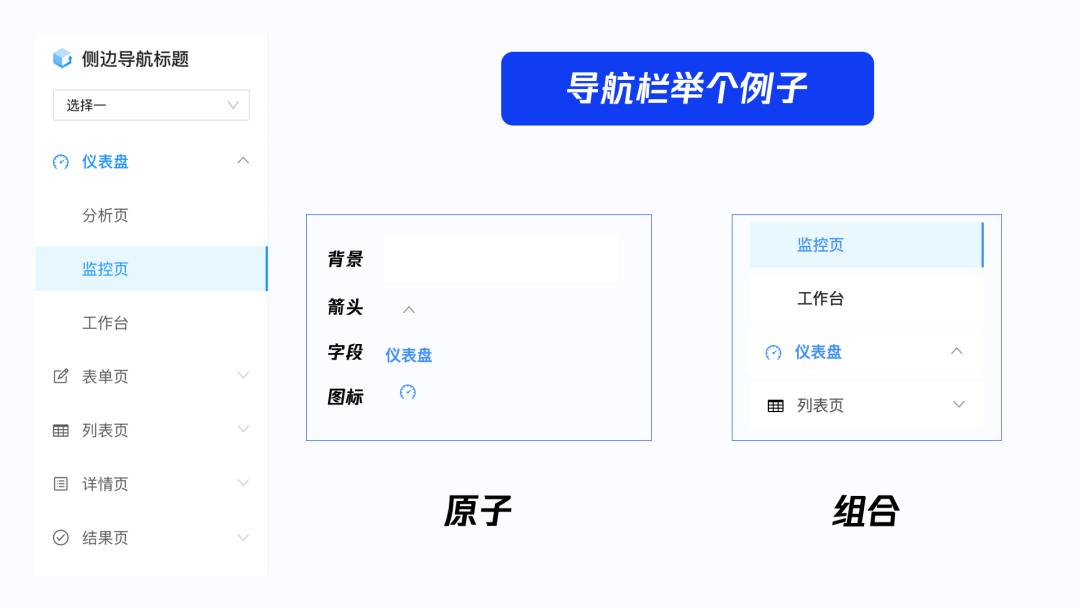 侧边导航标题
选择一
仪表盘
分析页
监控页
工作台
表单页
列表页
详情页
结果页
导航栏举个例子
背景
箭头
字段 仪表盘
图标
原子
监控页
工作台
仪表盘
列表页
组合